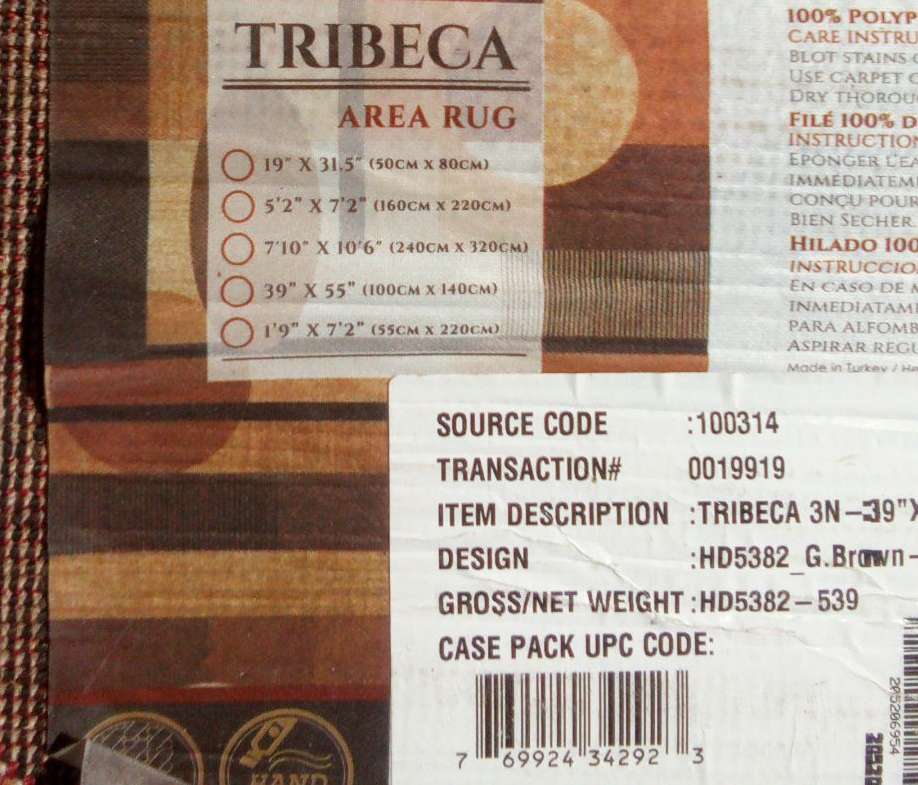 TRIBECA
AREA RUG
19" X 31.5" (50CM X 80CM)
5'2" X 7'2" (160CM X 220CM)
7'10" X 10'6" (240CM X 320CM)
39" X 55" (100CM X 140CM)
1'9" X 7'2" (55CM X 220CM)
100% POLYP
CARE INSTRU
BLOT STAINS
USE CARPET
DRY THOROU
FILÉ 100%
INSTRUCTION
EPONGER L'EA
IMMÉDIATEM
CONÇU POUR
BIEN SECHER
HILADO 100
INSTRUCCIO
EN CASO DE
INMEDIATAM
PARA ALFOMB
ASPIRAR REGU
Made in Turkey / He
SOURCE CODE :100314
TRANSACTION# 0019919
ITEM DESCRIPTION :TRIBECA 3N-39"X
DESIGN :HD5382_G.Brown-
GROSS/NET WEIGHT :HD5382-539
CASE PACK UPC CODE:
7 69924 34292 3
2052069954
HAND